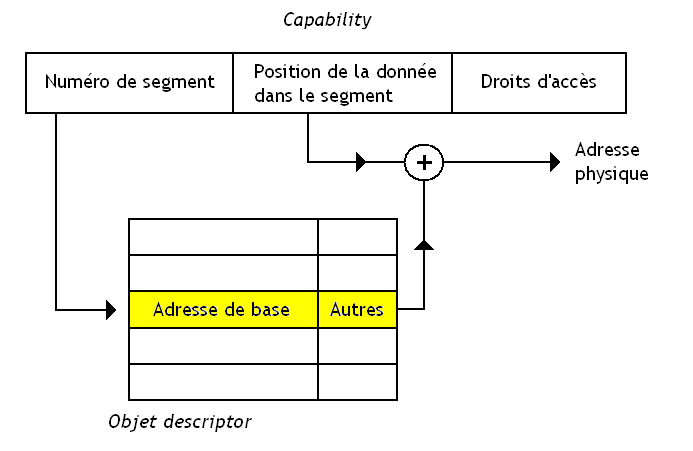 Capability
Numéro de segment
Position de la donnée
dans le segment
Droits d'accès
+
Adresse
physique
Adresse de base
Autres
Objet descriptor